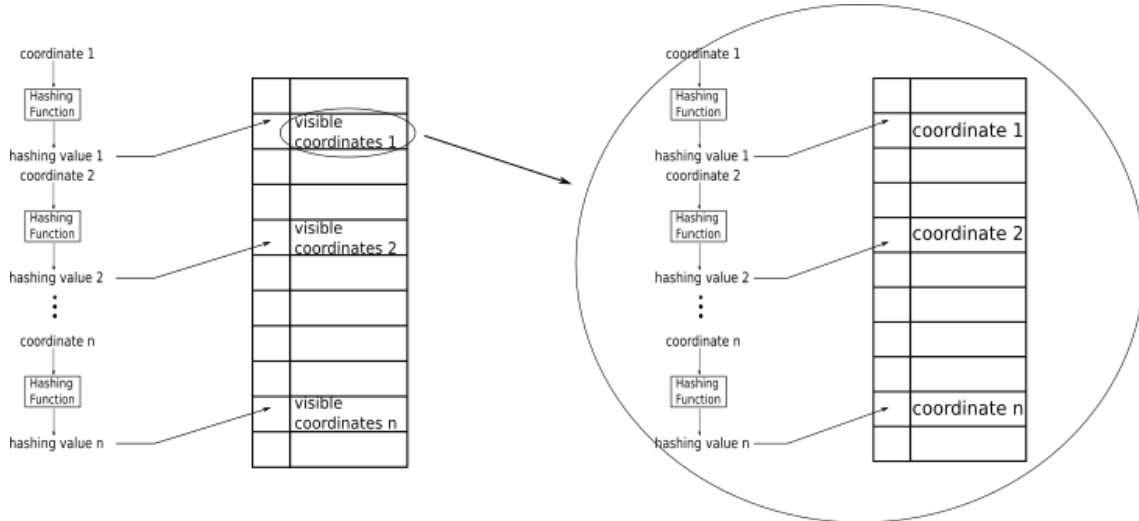 coordinate 1
Hashing
Function
hashing value 1
coordinate 2
Hashing
Function
hashing value 2
coordinate n
Hashing
Function
hashing value n
visible
coordinates 1
visible
coordinates 2
visible
coordinates n
coordinate 1
Hashing
Function
hashing value 1
coordinate 2
Hashing
Function
hashing value 2
coordinate n
Hashing
Function
hashing value n
coordinate 1
coordinate 2
coordinate n